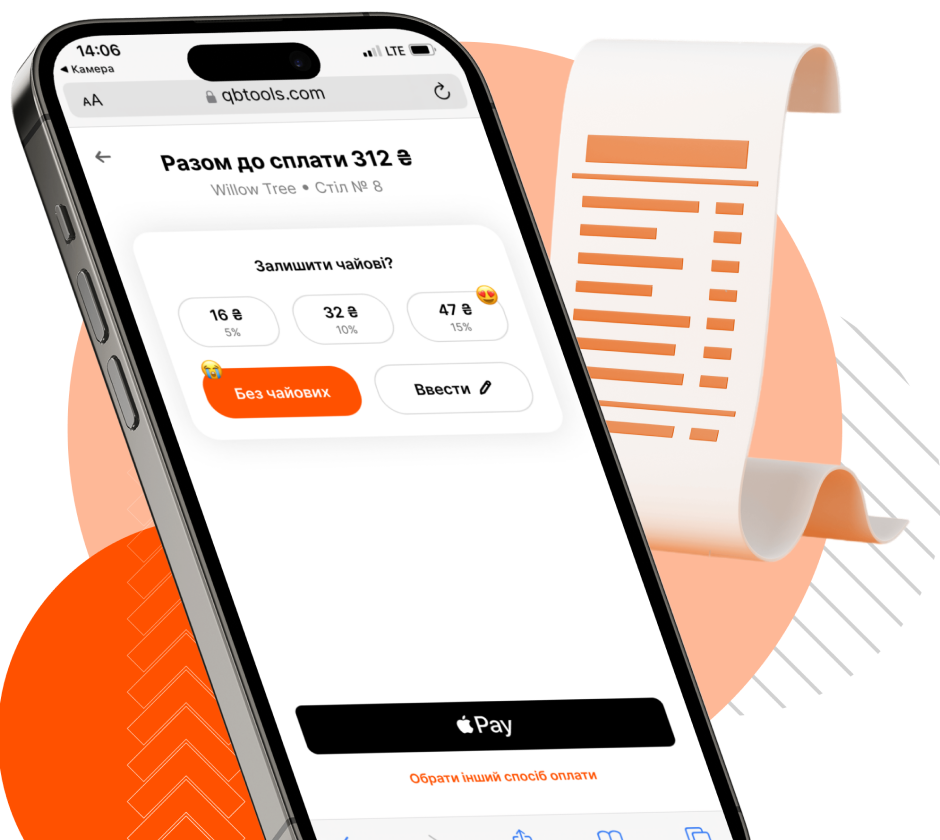 14:06
LTE
Камера
AA
qbtools.com
Разом до сплати 312 ₴
Willow Tree • Стіл № 8
Залишити чайові?
16 ₴
32 ₴
47 ₴
5%
10%
15%
Без чайових
Ввести
Pay
Обрати інший спосіб оплати